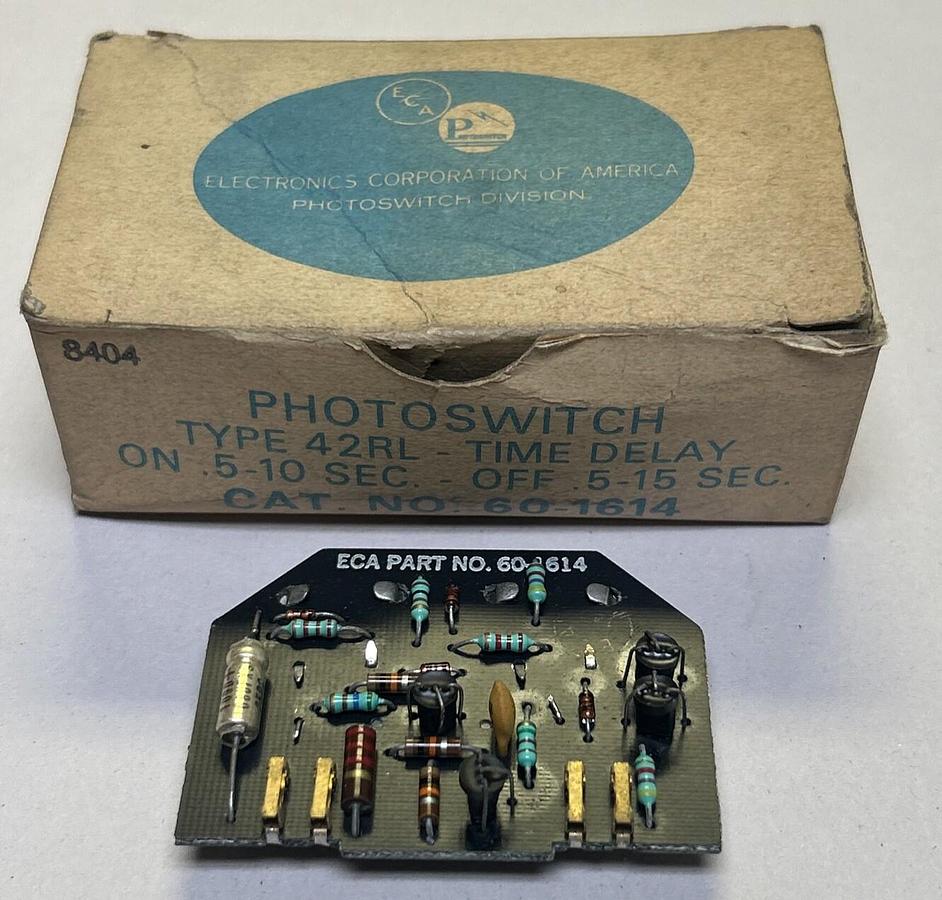 ECA
P
ELECTRONICS CORPORATION OF AMERICA
PHOTOSWITCH DIVISION
8404
PHOTOSWITCH
TYPE 42RL - TIME DELAY
ON .5-10 SEC. - OFF .5-15 SEC.
CAT. NO. 60-1614
ECA PART NO. 60-1614